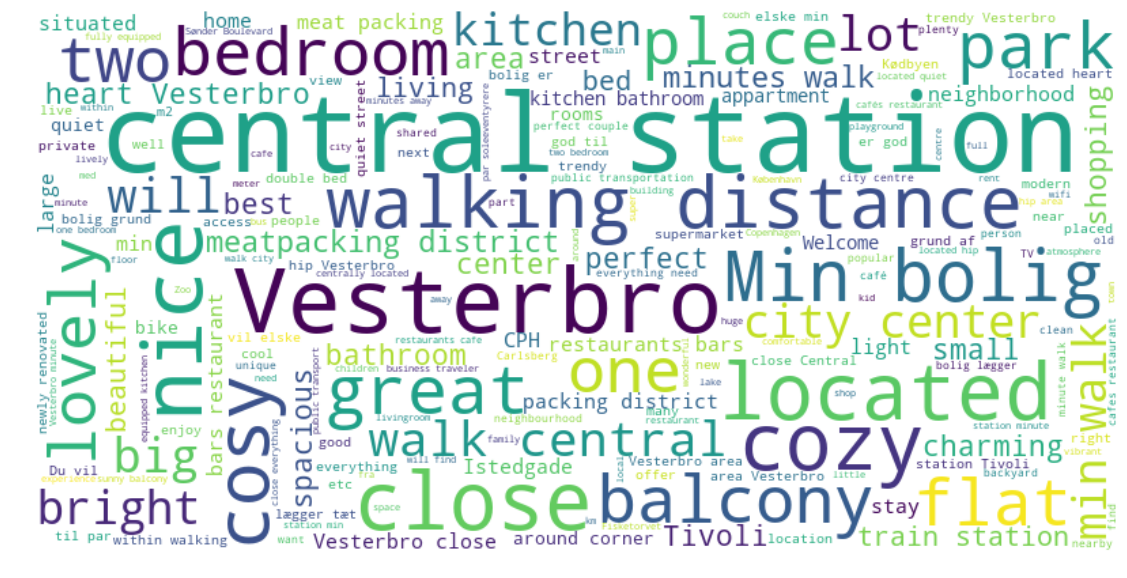 situated
home
Sønder Boulevard
meat packing
kitchen
place
lot
couch
elske min
plenty
trendy Vesterbro
park
fully equipped
two
bedroom
area
street
main
Kødbyen
located quiet
located heart
view
bolig er
bed
minutes walk
heart Vesterbro
living
minutes away
kitchen bathroom
appartment
cafés restaurant
neighborhood
live
within
m2
quiet
well
private
lively
cafe
central station
city
quiet street
shared
next
rooms
perfect couple
god til
two bedroom
trendy
par soleeventyrere
take
playground
er god
centre
full
shopping
med
meter
double bed
public transportation
København
city centre
rent
modern
wifi
hip area
large
minute
will
best
walking distance
part
building
super
near
person
placed
old
bolig grund
one bedroom
access
bus
people
supermarket
Copenhagen
Welcome
grund af
located hip
TV
atmosphere
floor
min
nice
meatpacking district
walk city
centrally located
hip Vesterbro
center
around
perfect
everything need
popular
café
kid
Min bolig
town
lovely
Zoo
Vesterbro
away
huge
city center
clean
newly renovated
Vesterbro minute
beautiful
bike
vil elske
cool
unique
need
restaurants cafe
CPH
restaurants bars
comfortable
light
small
close Central
bolig lægger
bathroom
children
business traveler
Carlsberg
one
wonderful
new
lake
shop
located
minute walk
cafes restaurant
min walk
equipped kitchen
enjoy
bars restaurant
cosy
spacious
public transport
great
packing district
livingroom
neighbourhood
many
restaurant
station minute
good
walk central
family
cozy
charming
right
vibrant
big
Du vil
experience
sunny balcony
close everything
everything
etc
will find
fra
Istedgade
local
Vesterbro area
offer
area Vesterbro
little
station Tivoli
backyard
bright
lægger tæt
station min
space
close
km
Fisketorvet
balcony
stay
flat
find
til par
within walking
want
Vesterbro close
around corner
Tivoli
location
train station
nearby